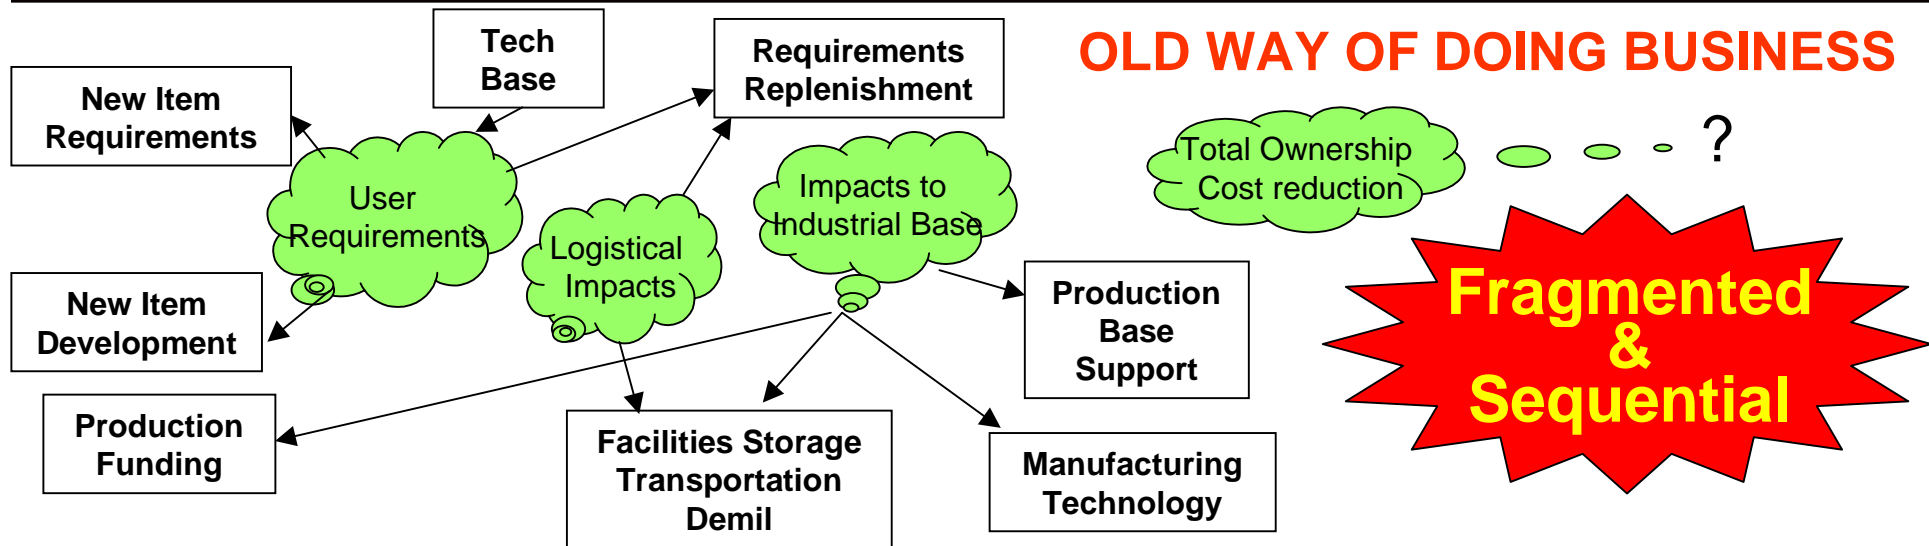 OLD WAY OF DOING BUSINESS
Tech
Base
Requirements
Replenishment
New Item
Requirements
User
Requirements
Logistical
Impacts
Impacts to
Industrial Base
Total Ownership
Cost reduction
?
New Item
Development
Production
Base
Support
Fragmented
&
Sequential
Production
Funding
Facilities Storage
Transportation
Demil
Manufacturing
Technology